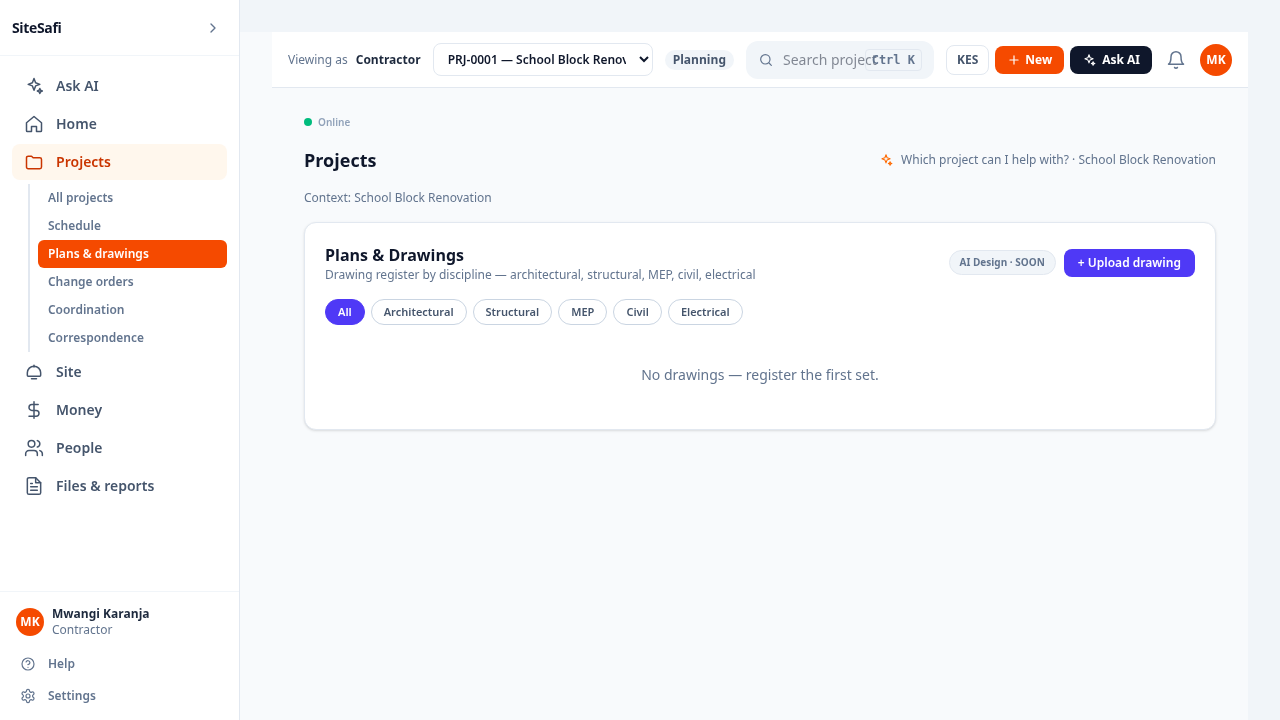 SiteSafi
Ask AI
Home
Projects
All projects
Schedule
Plans & drawings
Change orders
Coordination
Correspondence
Site
Money
People
Files & reports
MK
Mwangi Karanja
Contractor
Help
Settings
Viewing as Contractor
PRJ-0001 — School Block Renov
Planning
Search project
Ctrl K
KES
New
Ask AI
MK
Online
Projects
Which project can I help with? · School Block Renovation
Context: School Block Renovation
Plans & Drawings
Drawing register by discipline — architectural, structural, MEP, civil, electrical
AI Design · SOON
+ Upload drawing
All
Architectural
Structural
MEP
Civil
Electrical
No drawings — register the first set.